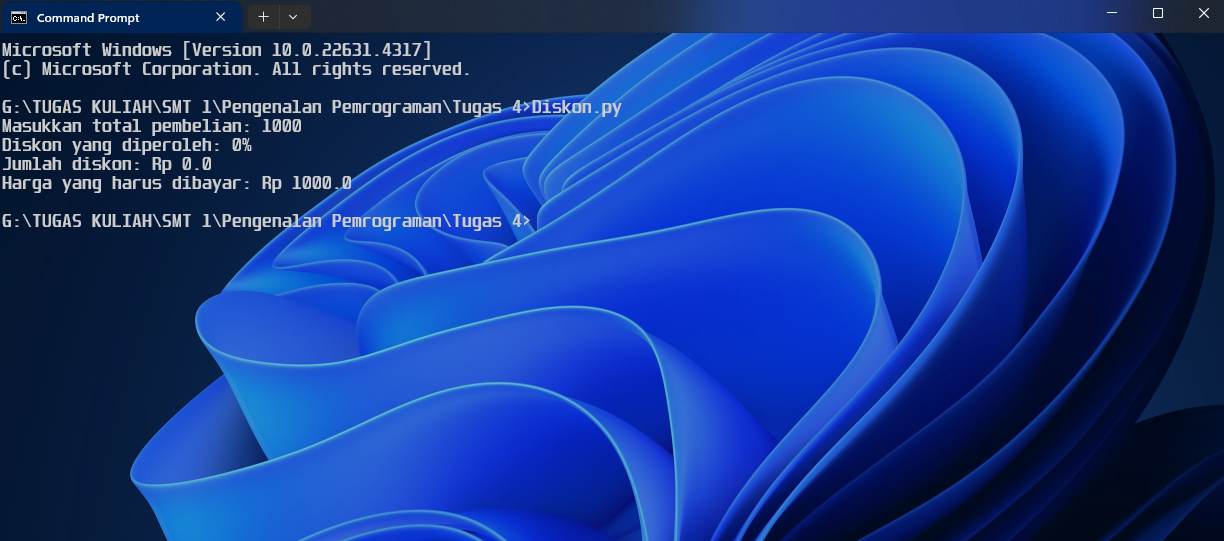 Command Prompt
Microsoft Windows [Version 10.0.22631.4317]
(c) Microsoft Corporation. All rights reserved.
G:\TUGAS KULIAH\SMT 1\Pengenalan Pemrograman\Tugas 4>Diskon.py
Masukkan total pembelian: 1000
Diskon yang diperoleh: 0%
Jumlah diskon: Rp 0.0
Harga yang harus dibayar: Rp 1000.0
G:\TUGAS KULIAH\SMT 1\Pengenalan Pemrograman\Tugas 4>